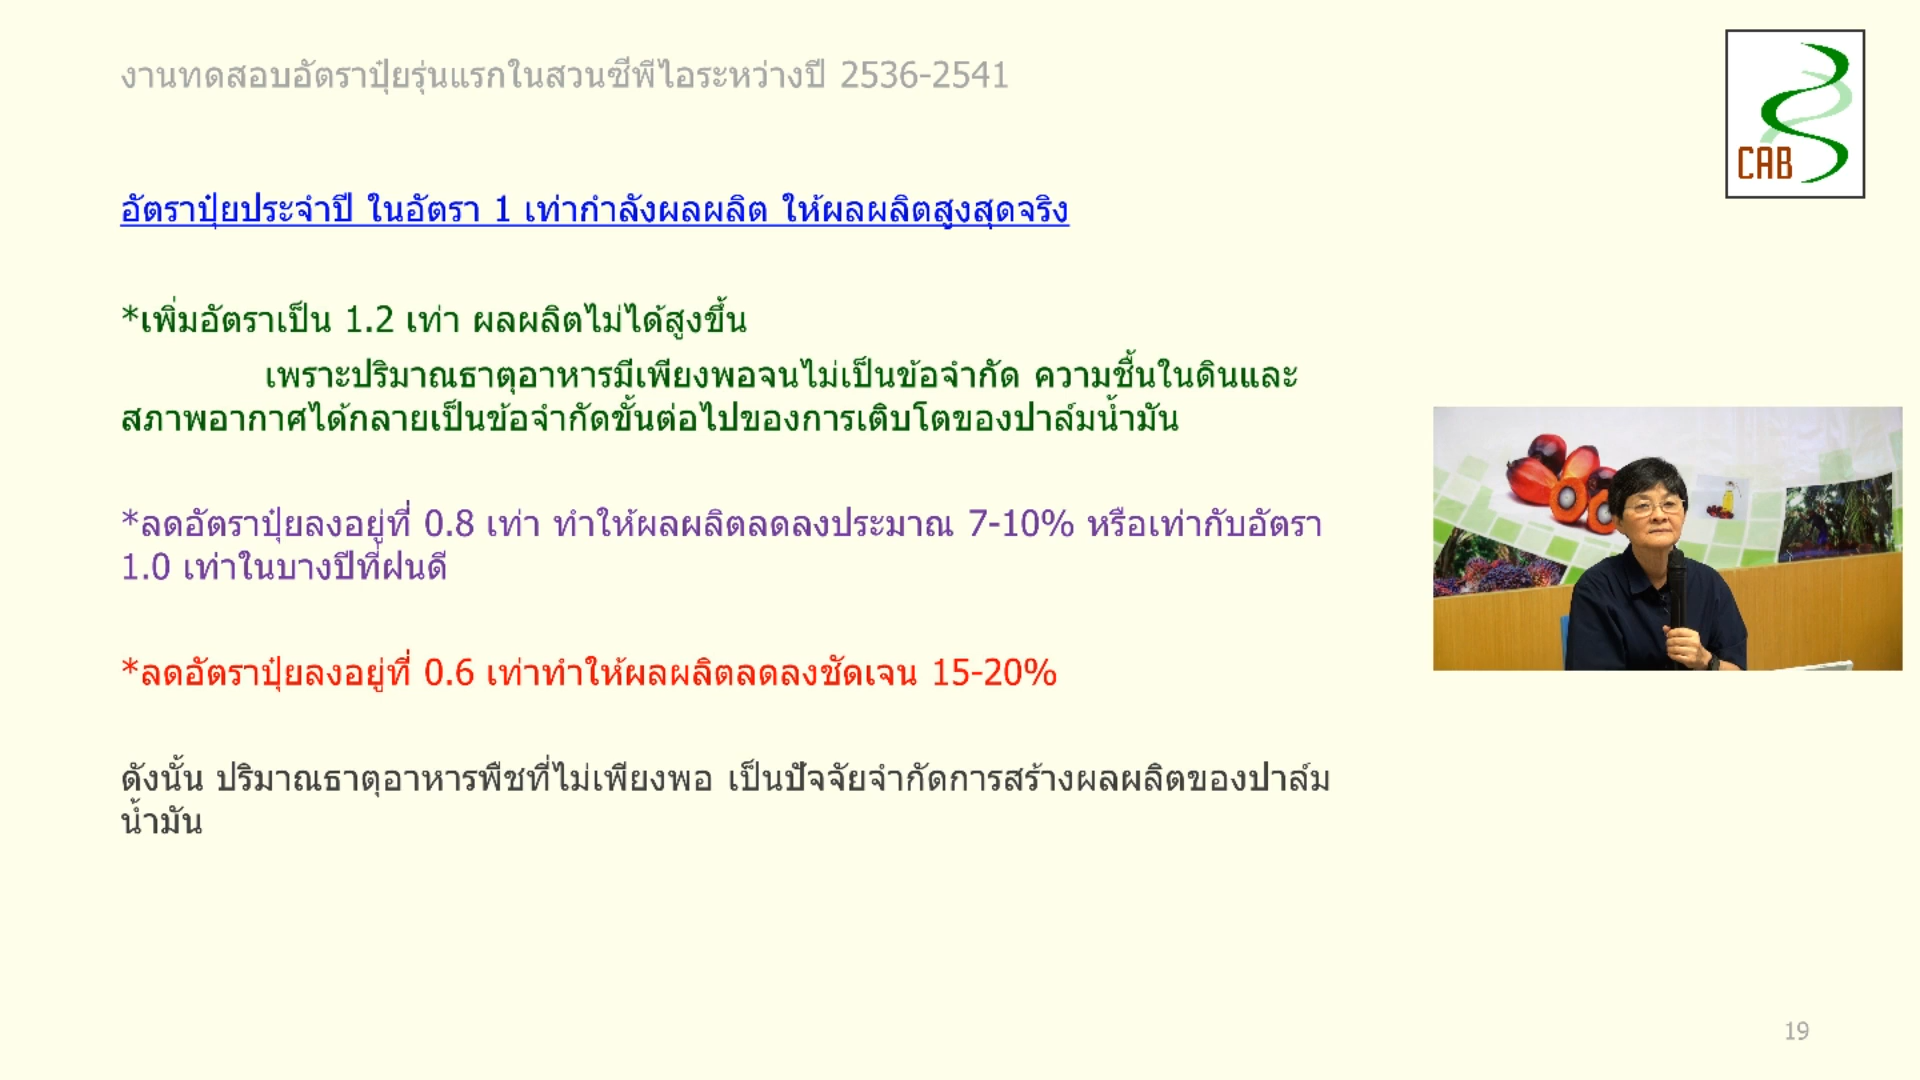 งานทดสอบอัตราปุ๋ยรุ่นแรกในสวนซีพีไอระหว่างปี 2536-2541
CAB
อัตราปุ๋ยประจำปี ในอัตรา 1 เท่ากำลังผลผลิต ให้ผลผลิตสูงสุดจริง
*เพิ่มอัตราเป็น 1.2 เท่า ผลผลิตไม่ได้สูงขึ้น
เพราะปริมาณธาตุอาหารมีเพียงพอจนไม่เป็นข้อจำกัด ความชื้นในดินและ
สภาพอากาศได้กลายเป็นข้อจำกัดขั้นต่อไปของการเติบโตของปาล์มน้ำมัน
*ลดอัตราปุ๋ยลงอยู่ที่ 0.8 เท่า ทำให้ผลผลิตลดลงประมาณ 7-10% หรือเท่ากับอัตรา
1.0 เท่าในบางปีที่ฝนดี
*ลดอัตราปุ๋ยลงอยู่ที่ 0.6 เท่าทำให้ผลผลิตลดลงชัดเจน 15-20%
ดังนั้น ปริมาณธาตุอาหารพืชที่ไม่เพียงพอ เป็นปัจจัยจำกัดการสร้างผลผลิตของปาล์ม
น้ำมัน
19